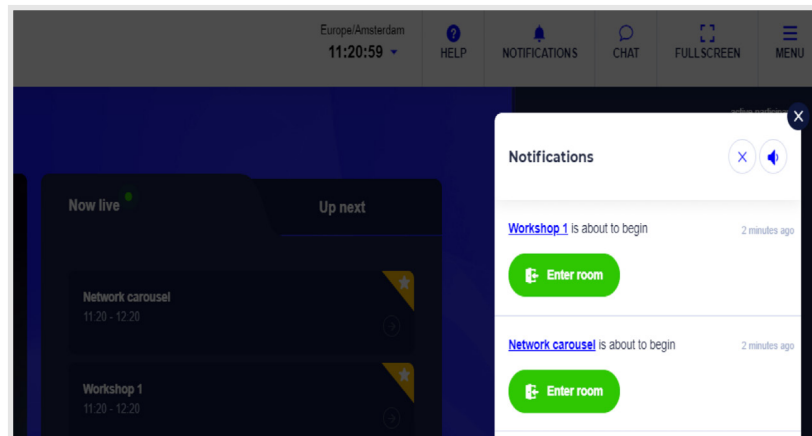 Europe/Amsterdam
11:20:59
HELP
NOTIFICATIONS
CHAT
FULLSCREEN
MENU
X
Notifications
X
Now live
Up next
Workshop 1 is about to begin
2 minutes ago
Enter room
Network carousel
11:20 - 12:20
Network carousel is about to begin
2 minutes ago
Enter room
Workshop 1
11:20 - 12:20